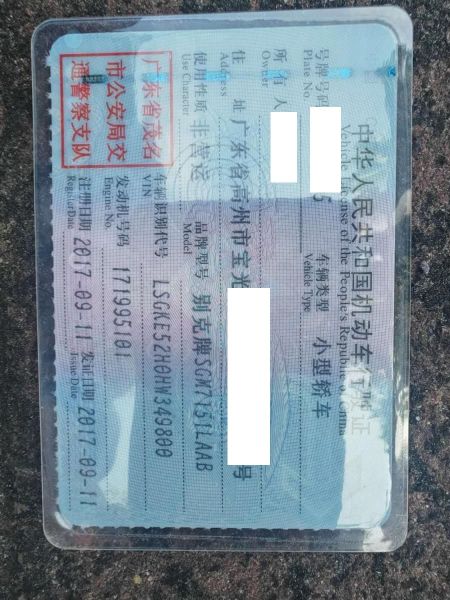 中华人民共和国机动车行驶证
Vehicle License of the People's Republic of China
号牌号码
Plate No.
5
车辆类型
Vehicle Type
小型轿车
所有人
Owner
住址
Address
广东省高州市宝光
号
使用性质
Use Character
非营运
品牌型号
Model
别克牌SGM7151LAAB
广东省茂名
市公安局交
通警察支队
车辆识别代号
VIN
LSGKE52H0HW349800
发动机号码
Engine No.
171995101
注册日期
Register Date
2017-09-11
发证日期
Issue Date
2017-09-11